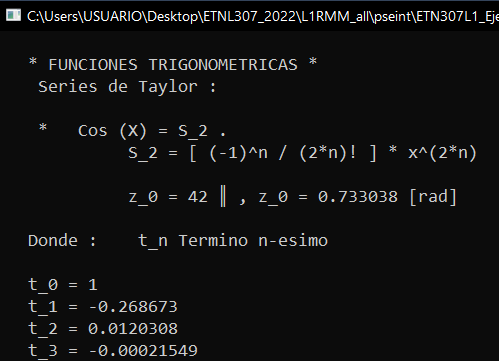 C:\Users\USUARIO\Desktop\ETNL307_2022\L1RMM_all\pseint\ETN307L1_Eje
* FUNCIONES TRIGONOMETRICAS *
Series de Taylor :
* Cos (X) = S_2 .
S_2 = [ (-1)^n / (2*n)! ] * x^(2*n)
z_0 = 42 ║ , z_0 = 0.733038 [rad]
Donde : t_n Termino n-esimo
t_0 = 1
t_1 = -0.268673
t_2 = 0.0120308
t_3 = -0.00021549